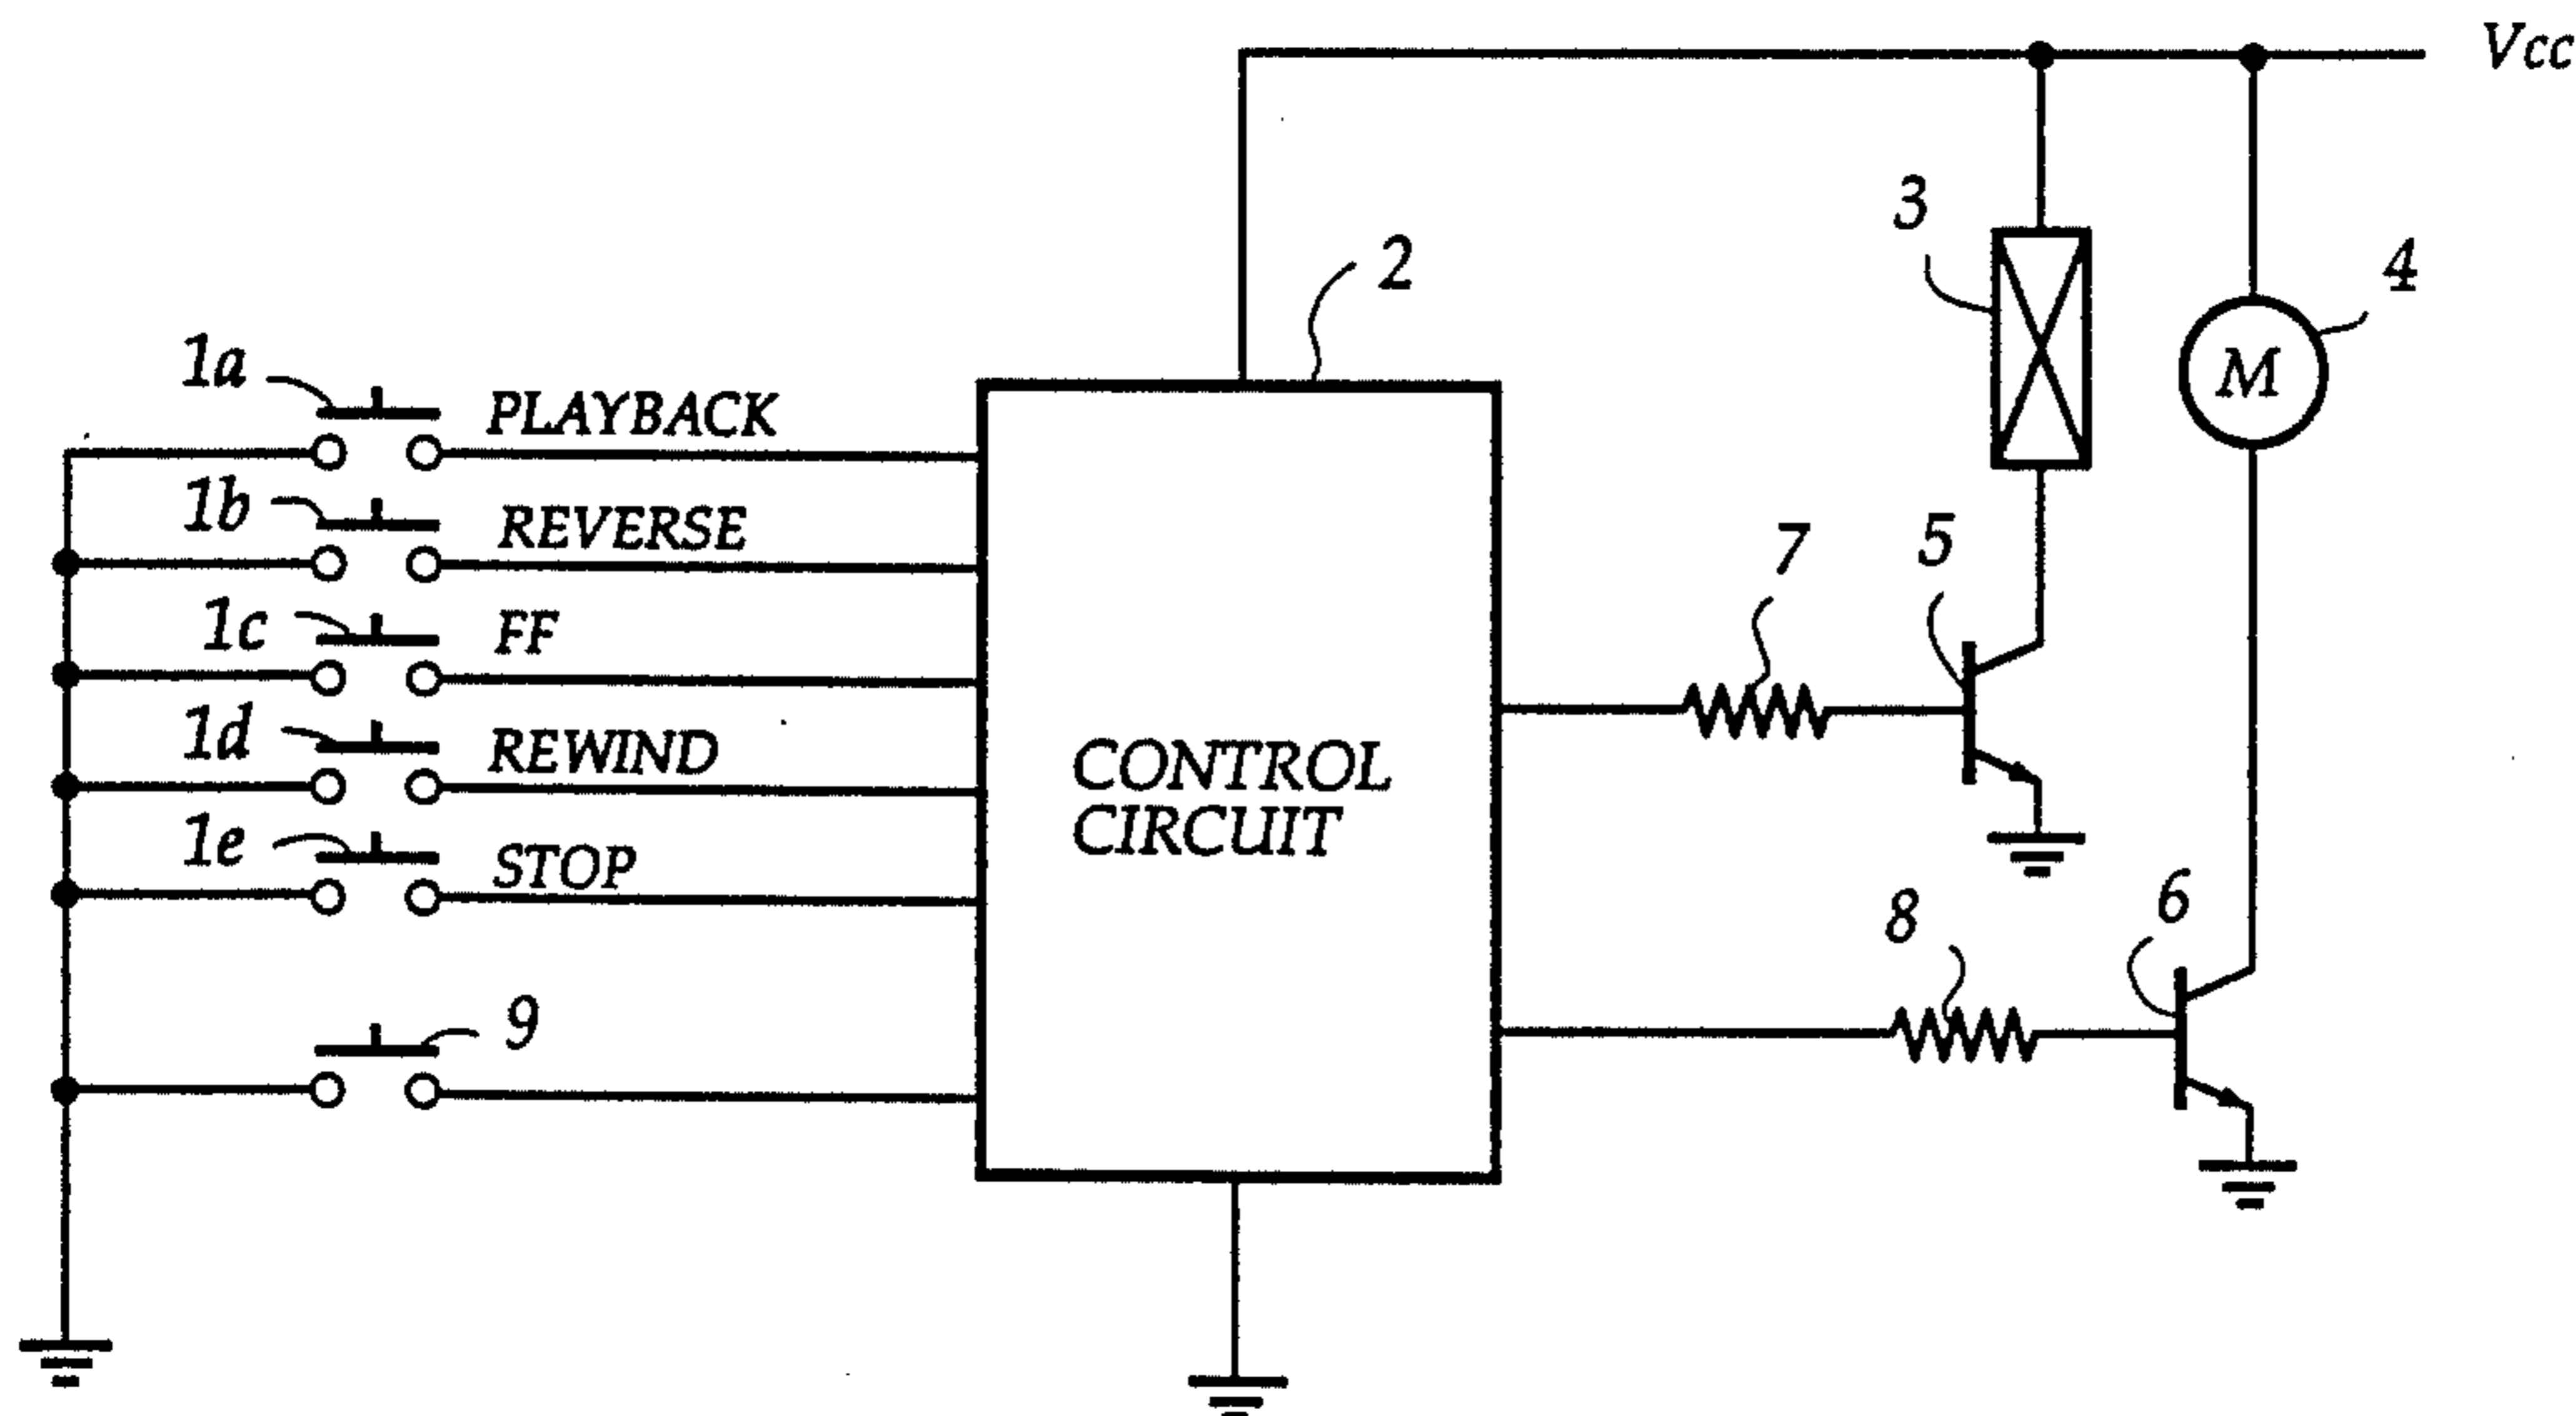 Vcc
3
2
4
M
1a
PLAYBACK
1b
REVERSE
7
5
1c
FF
1d
REWIND
CONTROL
CIRCUIT
1e
STOP
8
6
9